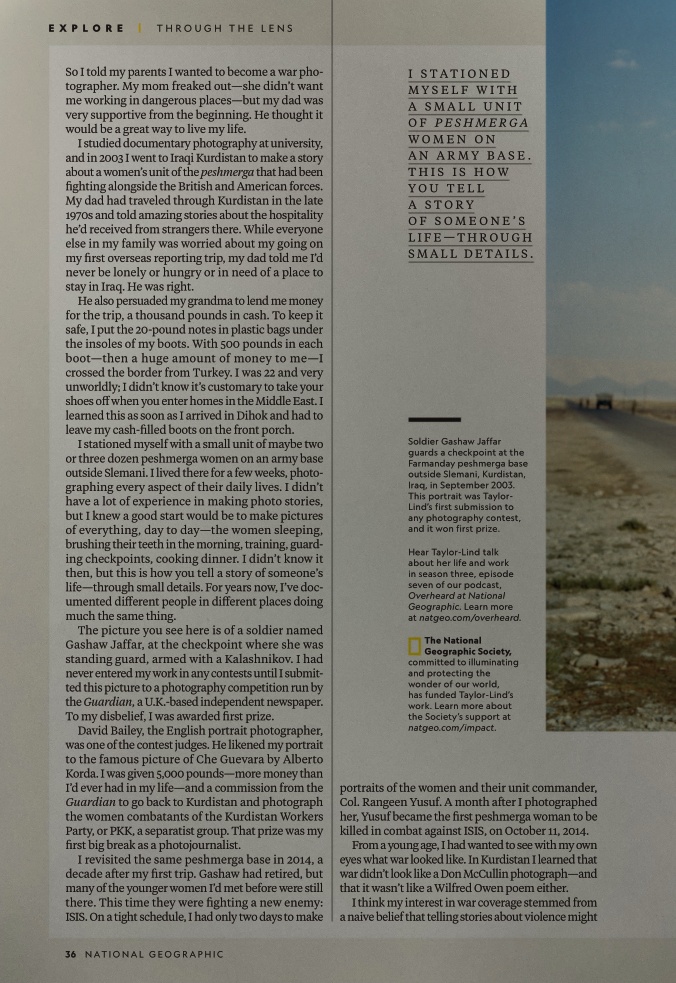 EXPLORE | THROUGH THE LENS
So I told my parents I wanted to become a war pho-
tographer. My mom freaked out—she didn't want
me working in dangerous places—but my dad was
very supportive from the beginning. He thought it
would be a great way to live my life.
I studied documentary photography at university,
and in 2003 I went to Iraqi Kurdistan to make a story
about a women's unit of the peshmerga that had been
fighting alongside the British and American forces.
My dad had traveled through Kurdistan in the late
1970s and told amazing stories about the hospitality
he'd received from strangers there. While everyone
else in my family was worried about my going on
my first overseas reporting trip, my dad told me I'd
never be lonely or hungry or in need of a place to
stay in Iraq. He was right.
He also persuaded my grandma to lend me money
for the trip, a thousand pounds in cash. To keep it
safe, I put the 20-pound notes in plastic bags under
the insoles of my boots. With 500 pounds in each
boot—then a huge amount of money to me—I
crossed the border from Turkey. I was 22 and very
unworldly; I didn't know it's customary to take your
shoes off when you enter homes in the Middle East. I
learned this as soon as I arrived in Dihok and had to
leave my cash-filled boots on the front porch.
I stationed myself with a small unit of maybe two
or three dozen peshmerga women on an army base
outside Slemani. I lived there for a few weeks, photo-
graphing every aspect of their daily lives. I didn't
have a lot of experience in making photo stories,
but I knew a good start would be to make pictures
of everything, day to day—the women sleeping,
brushing their teeth in the morning, training, guard-
ing checkpoints, cooking dinner. I didn't know it
then, but this is how you tell a story of someone's
life—through small details. For years now, I've doc-
umented different people in different places doing
much the same thing.
The picture you see here is of a soldier named
Gashaw Jaffar, at the checkpoint where she was
standing guard, armed with a Kalashnikov. I had
never entered my work in any contests until I submit-
ted this picture to a photography competition run by
the Guardian, a U.K.-based independent newspaper.
To my disbelief, I was awarded first prize.
David Bailey, the English portrait photographer,
was one of the contest judges. He likened my portrait
to the famous picture of Che Guevara by Alberto
Korda. I was given 5,000 pounds—more money than
I'd ever had in my life—and a commission from the
Guardian to go back to Kurdistan and photograph
the women combatants of the Kurdistan Workers
Party, or PKK, a separatist group. That prize was my
first big break as a photojournalist.
I revisited the same peshmerga base in 2014, a
decade after my first trip. Gashaw had retired, but
many of the younger women I'd met before were still
there. This time they were fighting a new enemy:
ISIS. On a tight schedule, I had only two days to make
I STATIONED
MYSELF WITH
A SMALL UNIT
OF PESHMERGA
WOMEN ON
AN ARMY BASE.
THIS IS HOW
YOU TELL
A STORY
OF SOMEONE'S
LIFE—THROUGH
SMALL DETAILS.
Soldier Gashaw Jaffar
guards a checkpoint at the
Farmanday peshmerga base
outside Slemani, Kurdistan,
Iraq, in September 2003.
This portrait was Taylor-
Lind's first submission to
any photography contest,
and it won first prize.
Hear Taylor-Lind talk
about her life and work
in season three, episode
seven of our podcast,
Overheard at National
Geographic. Learn more
at natgeo.com/overheard.
The National
Geographic Society,
committed to illuminating
and protecting the
wonder of our world,
has funded Taylor-Lind's
work. Learn more about
the Society's support at
natgeo.com/impact.
portraits of the women and their unit commander,
Col. Rangeen Yusuf. A month after I photographed
her, Yusuf became the first peshmerga woman to be
killed in combat against ISIS, on October 11, 2014.
From a young age, I had wanted to see with my own
eyes what war looked like. In Kurdistan I learned that
war didn't look like a Don McCullin photograph—and
that it wasn't like a Wilfred Owen poem either.
I think my interest in war coverage stemmed from
a naive belief that telling stories about violence might
36 NATIONAL GEOGRAPHIC